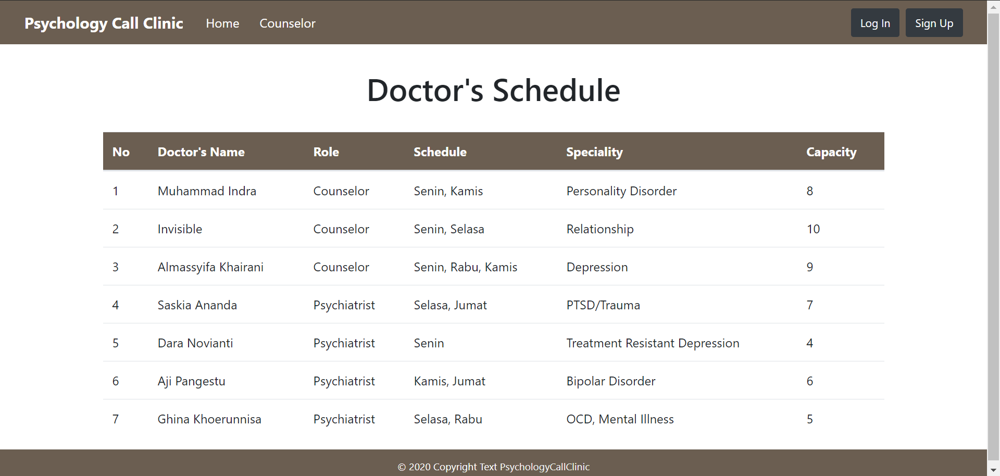 Psychology Call Clinic Home Counselor Log In Sign Up
Doctor's Schedule
No Doctor's Name Role Schedule Speciality Capacity
1 Muhammad Indra Counselor Senin, Kamis Personality Disorder 8
2 Invisible Counselor Senin, Selasa Relationship 10
3 Almassyifa Khairani Counselor Senin, Rabu, Kamis Depression 9
4 Saskia Ananda Psychiatrist Selasa, Jumat PTSD/Trauma 7
5 Dara Novianti Psychiatrist Senin Treatment Resistant Depression 4
6 Aji Pangestu Psychiatrist Kamis, Jumat Bipolar Disorder 6
7 Ghina Khoerunnisa Psychiatrist Selasa, Rabu OCD, Mental Illness 5
© 2020 Copyright Text PsychologyCallClinic